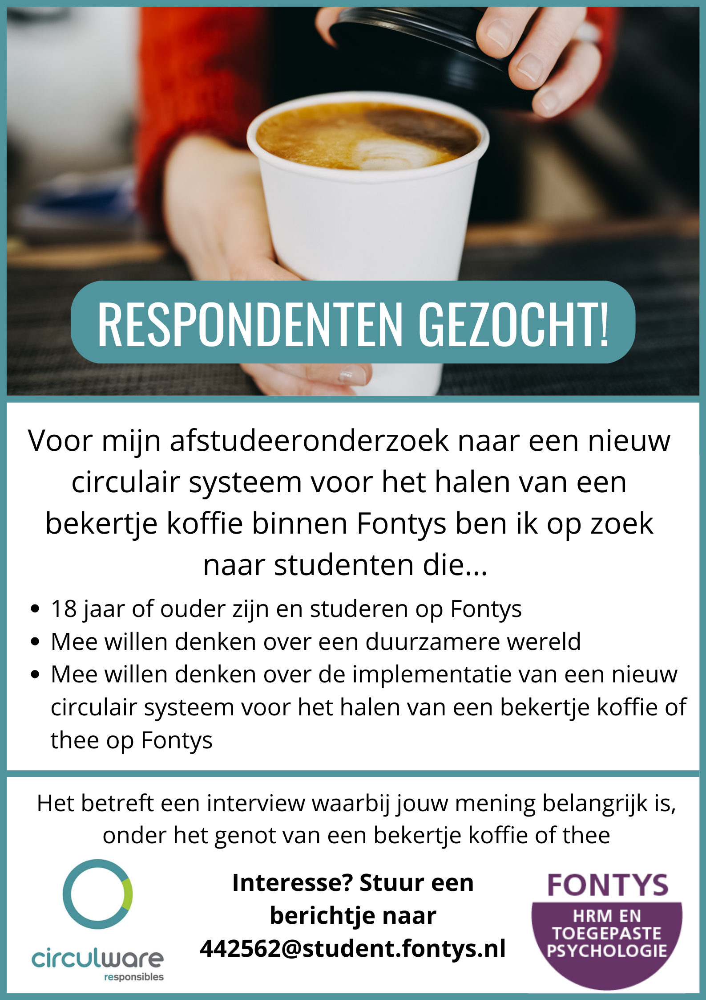 RESPONDENTEN GEZOCHT!
Voor mijn afstudeeronderzoek naar een nieuw
circulair systeem voor het halen van een
bekertje koffie binnen Fontys ben ik op zoek
naar studenten die...
• 18 jaar of ouder zijn en studeren op Fontys
• Mee willen denken over een duurzamere wereld
• Mee willen denken over de implementatie van een nieuw
circulair systeem voor het halen van een bekertje koffie of
thee op Fontys
Het betreft een interview waarbij jouw mening belangrijk is,
onder het genot van een bekertje koffie of thee
Interesse? Stuur een
berichtje naar
442562@student.fontys.nl
circulware
responsibles
FONTYS
HRM EN
TOEGEPASTE
PSYCHOLOGIE